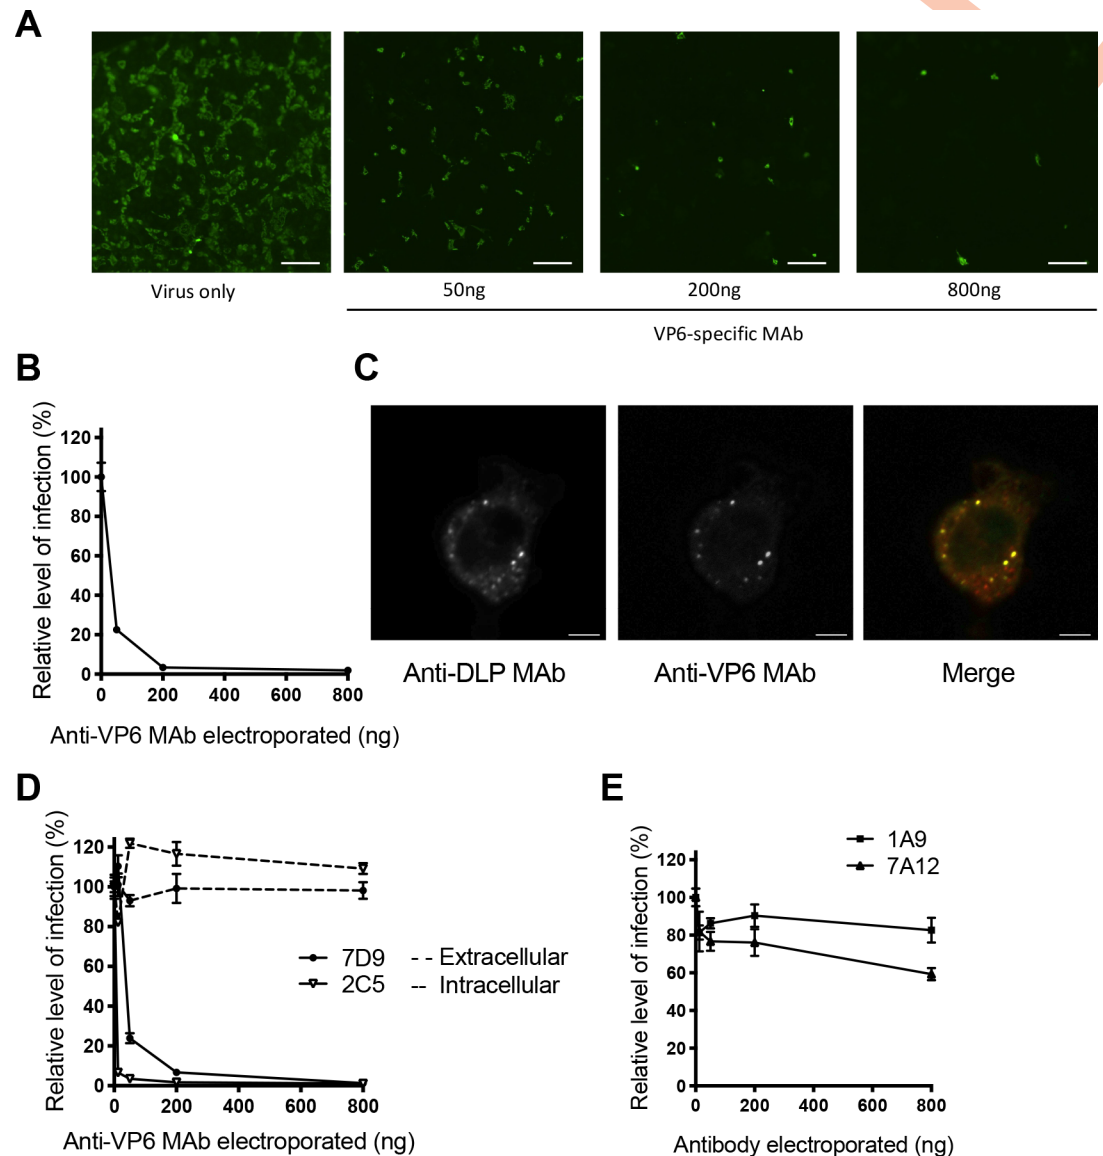 A
Virus only
50ng
200ng
800ng
VP6-specific MAb
B
Relative level of infection (%)
120
100
80
60
40
20
0
0
200
400
600
800
Anti-VP6 MAb electroporated (ng)
C
Anti-DLP MAb
Anti-VP6 MAb
Merge
D
Relative level of infection (%)
120
100
80
60
40
20
0
0
200
400
600
800
7D9
- - Extracellular
2C5
-- Intracellular
Anti-VP6 MAb electroporated (ng)
E
Relative level of infection (%)
120
100
80
60
40
20
0
0
200
400
600
800
1A9
7A12
Antibody electroporated (ng)